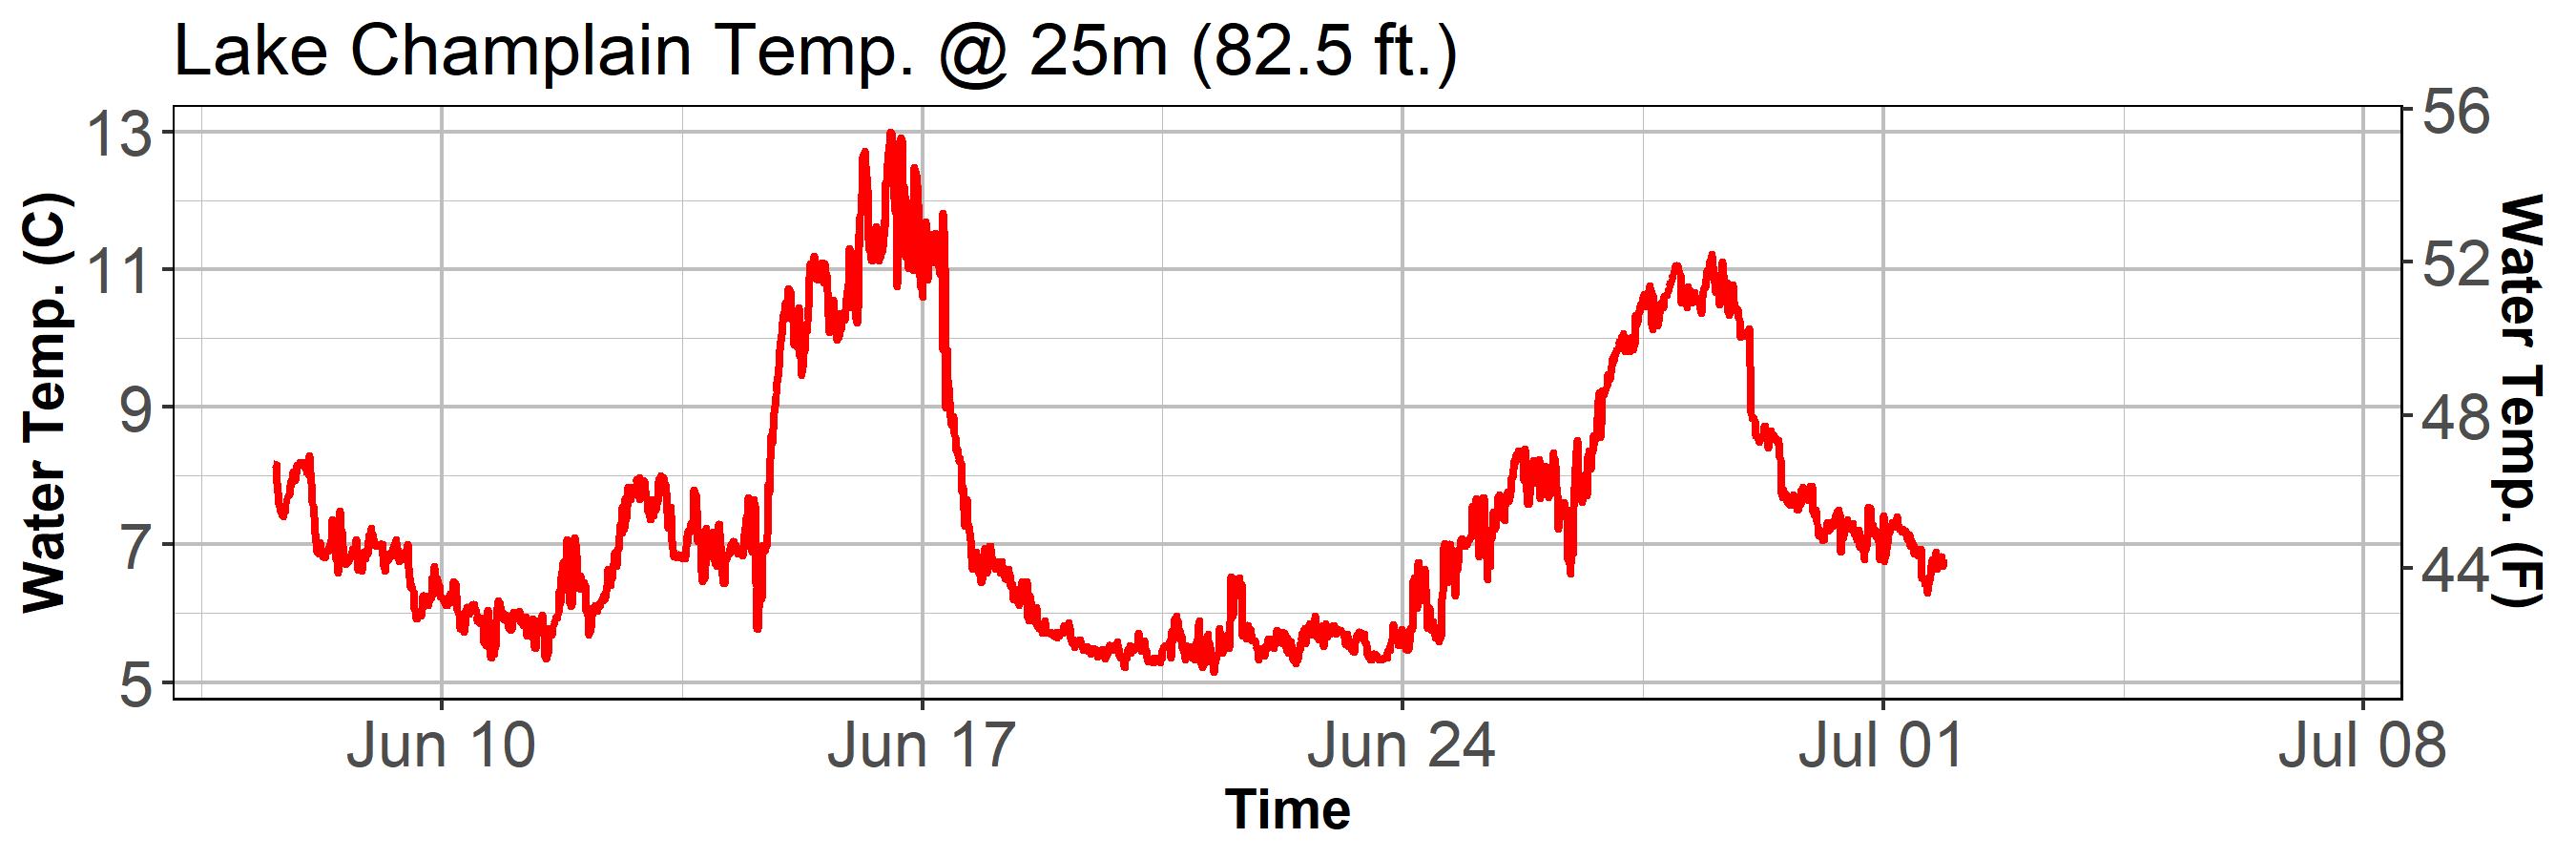 Lake Champlain Temp. @ 25m (82.5 ft.)
Water Temp. (C)
13
11
9
7
5
56
52
48
44
Water Temp. (F)
Jun 10
Jun 17
Jun 24
Jul 01
Jul 08
Time